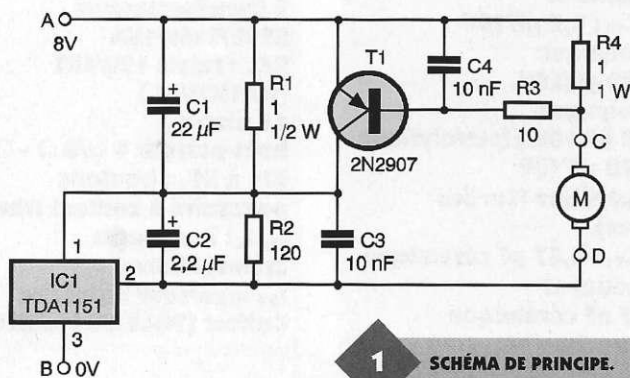 A
8V
C1
22 µF
R1
1
1/2 W
T1
2N2907
C4
10 nF
R3
10
R4
1
1 W
C
M
D
C2
2,2 µF
R2
120
C3
10 nF
1
IC1
TDA1151
2
3
B 0V
1 SCHÉMA DE PRINCIPE.